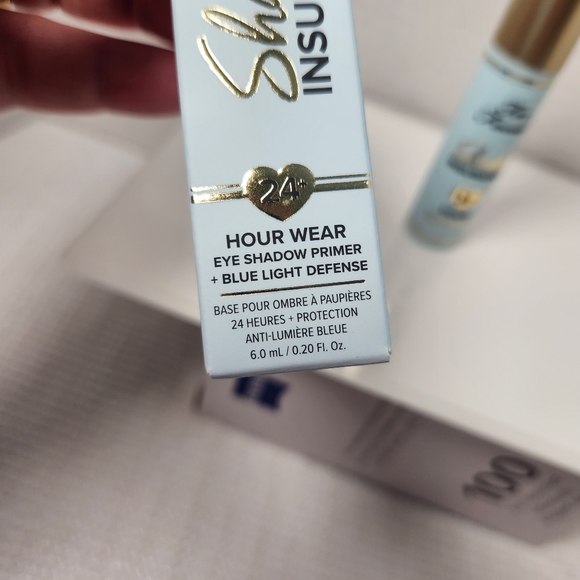 24+
HOUR WEAR
EYE SHADOW PRIMER
+ BLUE LIGHT DEFENSE
BASE POUR OMBRE À PAUPIÈRES
24 HEURES + PROTECTION
ANTI-LUMIÈRE BLEUE
6.0 mL / 0.20 Fl. Oz.
100